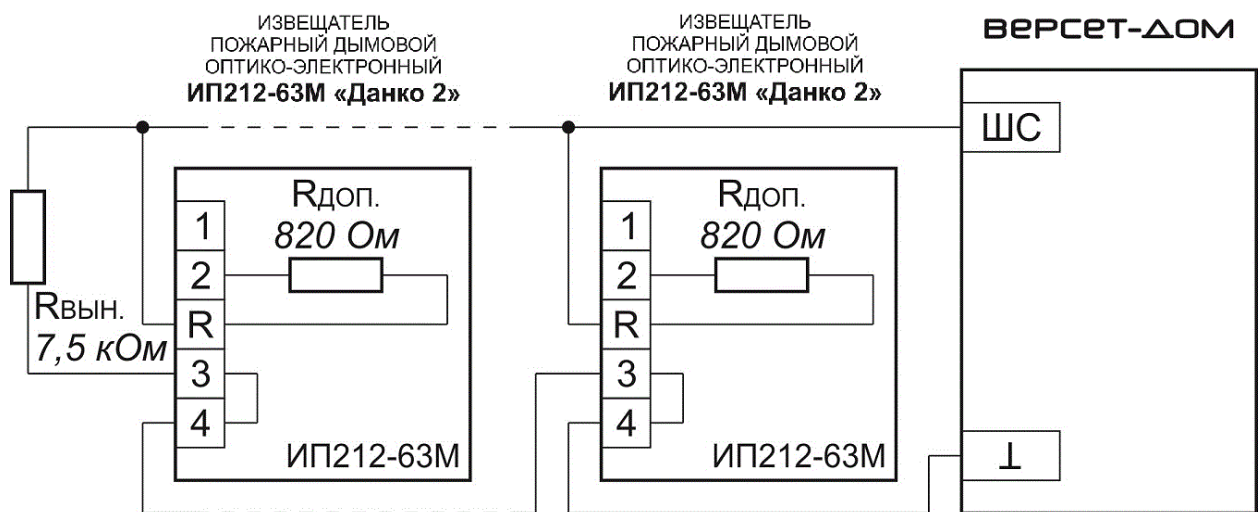 ИЗВЕЩАТЕЛЬ
ПОЖАРНЫЙ ДЫМОВОЙ
ОПТИКО-ЭЛЕКТРОННЫЙ
ИП212-63М «Данко 2»
ИЗВЕЩАТЕЛЬ
ПОЖАРНЫЙ ДЫМОВОЙ
ОПТИКО-ЭЛЕКТРОННЫЙ
ИП212-63М «Данко 2»
ВЕРСЕТ-ДОМ
ШС
⊥
Rвын.
7,5 кОм
Rдоп.
820 Ом
1
2
R
3
4
ИП212-63М
Rдоп.
820 Ом
1
2
R
3
4
ИП212-63М